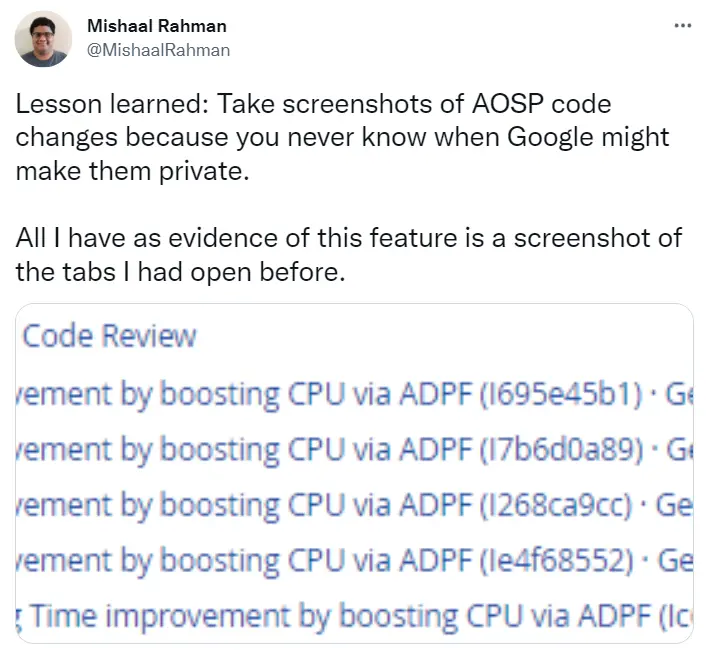 Mishaal Rahman
@MishaalRahman
Lesson learned: Take screenshots of AOSP code
changes because you never know when Google might
make them private.
All I have as evidence of this feature is a screenshot of
the tabs I had open before.
Code Review
vement by boosting CPU via ADPF (I695e45b1) · Ge
vement by boosting CPU via ADPF (I7b6d0a89) · Ge
vement by boosting CPU via ADPF (I268ca9cc) · Ge
vement by boosting CPU via ADPF (Ie4f68552) · Ge
g Time improvement by boosting CPU via ADPF (Ic